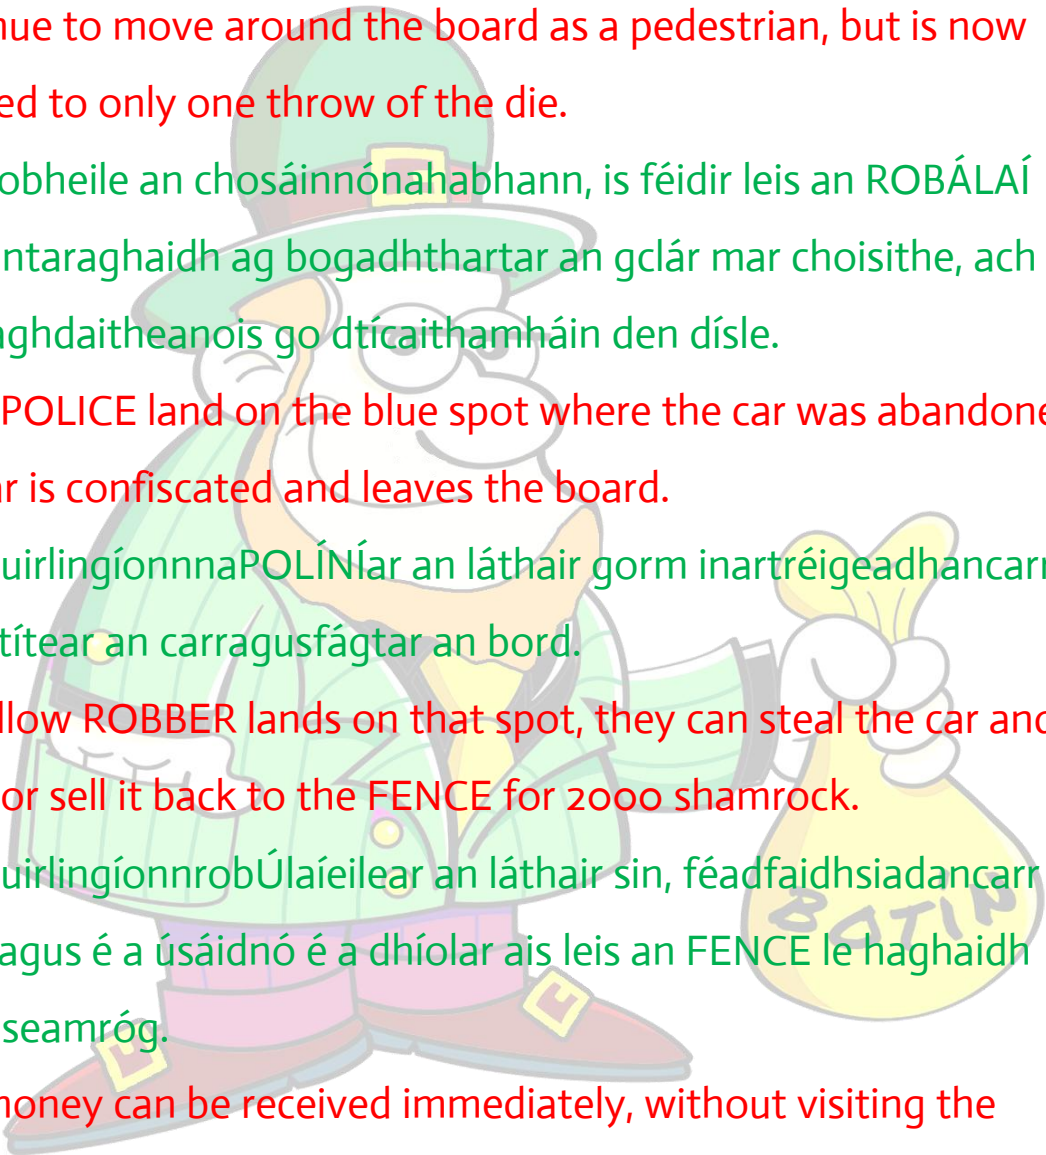 nue to move around the board as a pedestrian, but is now
ed to only one throw of the die.
obheile an chosáinnónahabhann, is féidir leis an ROBÁLAÍ
ntaraghaidh ag bogadhthartar an gclár mar choisithe, ach
aghdaitheanois go dtícaithamháin den dísle.
POLICE land on the blue spot where the car was abandone
ar is confiscated and leaves the board.
uirlingíonnnaPOLÍNÍar an láthair gorm inartréigeadhancarr
títear an carragusfágtar an bord.
llow ROBBER lands on that spot, they can steal the car and
or sell it back to the FENCE for 2000 shamrock.
uirlingíonnrobÚlaíeilear an láthair sin, féadfaidhsiadancarr
agus é a úsáidnó é a dhíolar ais leis an FENCE le haghaidh
seamróg.
money can be received immediately, without visiting the
BOTIN